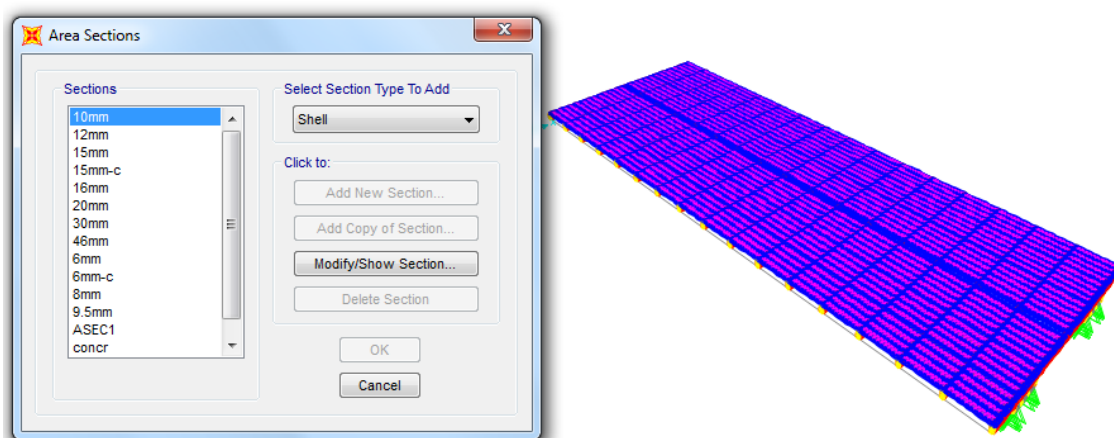 Area Sections
x
Sections
10mm
12mm
15mm
15mm-c
16mm
20mm
30mm
46mm
6mm
6mm-c
8mm
9.5mm
ASEC1
concr
Select Section Type To Add
Shell
Click to:
Add New Section...
Add Copy of Section...
Modify/Show Section...
Delete Section
OK
Cancel